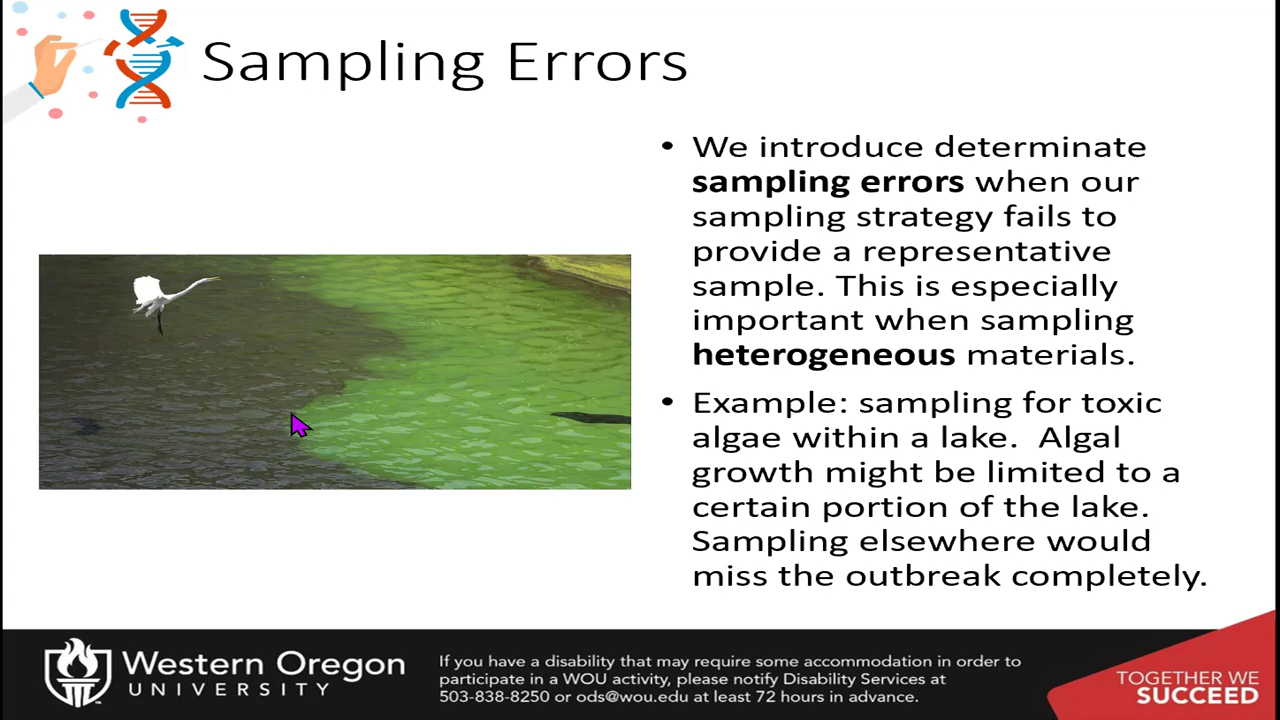 Sampling Errors
• We introduce determinate
sampling errors when our
sampling strategy fails to
provide a representative
sample. This is especially
important when sampling
heterogeneous materials.
• Example: sampling for toxic
algae within a lake.  Algal
growth might be limited to a
certain portion of the lake.
Sampling elsewhere would
miss the outbreak completely.
Western Oregon
UNIVERSITY
If you have a disability that may require some accommodation in order to
participate in a WOU activity, please notify Disability Services at
503-838-8250 or ods@wou.edu at least 72 hours in advance.
TOGETHER WE
SUCCEED